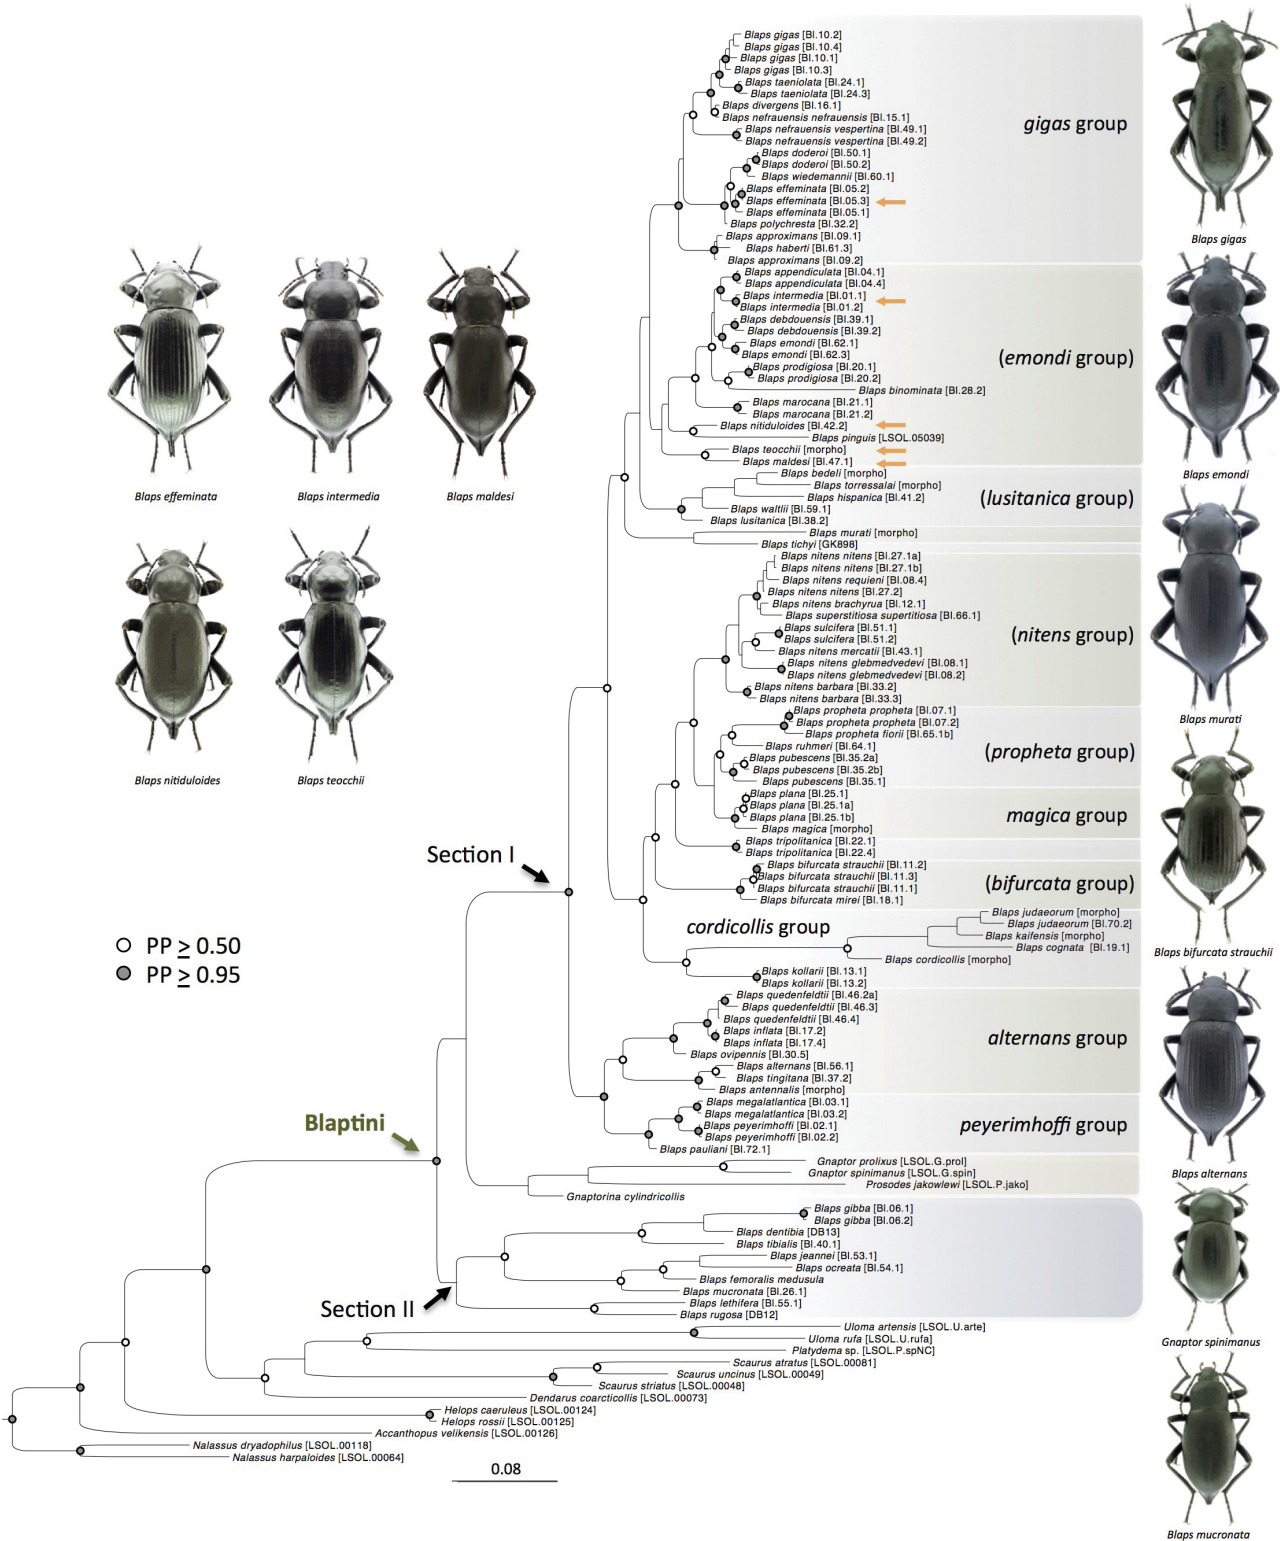 Blaps gigas [Bl.10.2]
Blaps gigas [Bl.10.4]
Blaps gigas [Bl.10.1]
Blaps gigas [Bl.10.3]
Blaps taeniolata [Bl.24.1]
Blaps taeniolata [Bl.24.3]
Blaps divergens [Bl.16.1]
Blaps nefrauensis nefrauensis [Bl.15.1]
Blaps nefrauensis vespertina [Bl.49.1]
Blaps nefrauensis vespertina [Bl.49.2]
Blaps doderoi [Bl.50.1]
Blaps doderoi [Bl.50.2]
Blaps wiedemannii [Bl.60.1]
Blaps effeminata [Bl.05.2]
Blaps effeminata [Bl.05.3]
Blaps effeminata [Bl.05.1]
Blaps polychresta [Bl.32.2]
Blaps approximans [Bl.09.1]
Blaps haberti [Bl.61.3]
Blaps approximans [Bl.09.2]
gigas group
Blaps appendiculata [Bl.04.1]
Blaps appendiculata [Bl.04.4]
Blaps intermedia [Bl.01.1]
Blaps intermedia [Bl.01.2]
Blaps debdouensis [Bl.39.1]
Blaps debdouensis [Bl.39.2]
Blaps emondi [Bl.62.1]
Blaps emondi [Bl.62.3]
Blaps prodigiosa [Bl.20.1]
Blaps prodigiosa [Bl.20.2]
Blaps binominata [Bl.28.2]
Blaps marocana [Bl.21.1]
Blaps marocana [Bl.21.2]
Blaps nitiduloides [Bl.42.2]
Blaps pinguis [LSOL.05039]
Blaps teocchii [morpho]
Blaps maldesi [Bl.47.1]
(emondi group)
Blaps bedeli [morpho]
Blaps torressalai [morpho]
Blaps hispanica [Bl.41.2]
Blaps waltlii [Bl.59.1]
Blaps lusitanica [Bl.38.2]
(lusitanica group)
Blaps murati [morpho]
Blaps tichyi [GK898]
Blaps nitens nitens [Bl.27.1a]
Blaps nitens nitens [Bl.27.1b]
Blaps nitens requieni [Bl.08.4]
Blaps nitens nitens [Bl.27.2]
Blaps nitens brachyrua [Bl.12.1]
Blaps superstitiosa supertitiosa [Bl.66.1]
Blaps sulcifera [Bl.51.1]
Blaps sulcifera [Bl.51.2]
Blaps nitens mercatii [Bl.43.1]
Blaps nitens glebmedvedevi [Bl.08.1]
Blaps nitens glebmedvedevi [Bl.08.2]
Blaps nitens barbara [Bl.33.2]
Blaps nitens barbara [Bl.33.3]
(nitens group)
Blaps propheta propheta [Bl.07.1]
Blaps propheta propheta [Bl.07.2]
Blaps propheta fiorii [Bl.65.1b]
Blaps ruhmeri [Bl.64.1]
Blaps pubescens [Bl.35.2a]
Blaps pubescens [Bl.35.2b]
Blaps pubescens [Bl.35.1]
(propheta group)
Blaps plana [Bl.25.1]
Blaps plana [Bl.25.1a]
Blaps plana [Bl.25.1b]
Blaps magica [morpho]
magica group
Blaps tripolitanica [Bl.22.1]
Blaps tripolitanica [Bl.22.4]
Blaps bifurcata strauchii [Bl.11.2]
Blaps bifurcata strauchii [Bl.11.3]
Blaps bifurcata strauchii [Bl.11.1]
Blaps bifurcata mirei [Bl.18.1]
(bifurcata group)
Blaps judaeorum [morpho]
Blaps judaeorum [Bl.70.2]
Blaps kaifensis [morpho]
Blaps cognata [Bl.19.1]
Blaps cordicollis [morpho]
Blaps kollarii [Bl.13.1]
Blaps kollarii [Bl.13.2]
cordicollis group
Blaps quedenfeldtii [Bl.46.2a]
Blaps quedenfeldtii [Bl.46.3]
Blaps quedenfeldtii [Bl.46.4]
Blaps inflata [Bl.17.2]
Blaps inflata [Bl.17.4]
Blaps ovipennis [Bl.30.5]
Blaps alternans [Bl.56.1]
Blaps tingitana [Bl.37.2]
Blaps antennalis [morpho]
alternans group
Blaps megalatlantica [Bl.03.1]
Blaps megalatlantica [Bl.03.2]
Blaps peyerimhoffi [Bl.02.1]
Blaps peyerimhoffi [Bl.02.2]
Blaps pauliani [Bl.72.1]
peyerimhoffi group
Gnaptor prolixus [LSOL.G.prol]
Gnaptor spinimanus [LSOL.G.spin]
Prosodes jakowlewi [LSOL.P.jako]
Gnaptorina cylindricollis
Blaps gibba [Bl.06.1]
Blaps gibba [Bl.06.2]
Blaps dentibia [DB13]
Blaps tibialis [Bl.40.1]
Blaps jeannei [Bl.53.1]
Blaps ocreata [Bl.54.1]
Blaps femoralis medusula
Blaps mucronata [Bl.26.1]
Blaps lethifera [Bl.55.1]
Blaps rugosa [DB12]
Uloma artensis [LSOL.U.arte]
Uloma rufa [LSOL.U.rufa]
Platydema sp. [LSOL.P.spNC]
Scaurus atratus [LSOL.00081]
Scaurus uncinus [LSOL.00049]
Scaurus striatus [LSOL.00048]
Dendarus coarcticollis [LSOL.00073]
Helops caeruleus [LSOL.00124]
Helops rossii [LSOL.00125]
Accanthopus velikensis [LSOL.00126]
Nalassus dryadophilus [LSOL.00118]
Nalassus harpaloides [LSOL.00064]
Section I
Blaptini
Section II
PP ≥ 0.50
PP ≥ 0.95
0.08
Blaps effeminata
Blaps intermedia
Blaps maldesi
Blaps nitiduloides
Blaps teocchii
Blaps gigas
Blaps emondi
Blaps murati
Blaps bifurcata strauchii
Blaps alternans
Gnaptor spinimanus
Blaps mucronata